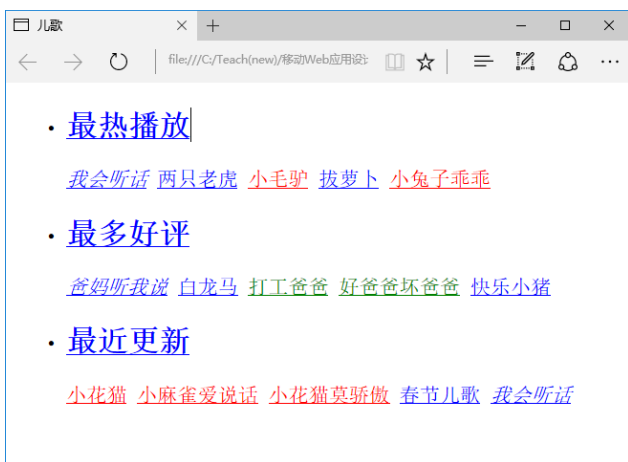 儿歌
file:///C:/Teach(new)/移动Web应用设计
最热播放
我会听话 两只老虎 小毛驴 拔萝卜 小兔子乖乖
最多好评
爸妈听我说 白龙马 打工爸爸 好爸爸坏爸爸 快乐小猪
最近更新
小花猫 小麻雀爱说话 小花猫莫骄傲 春节儿歌 我会听话